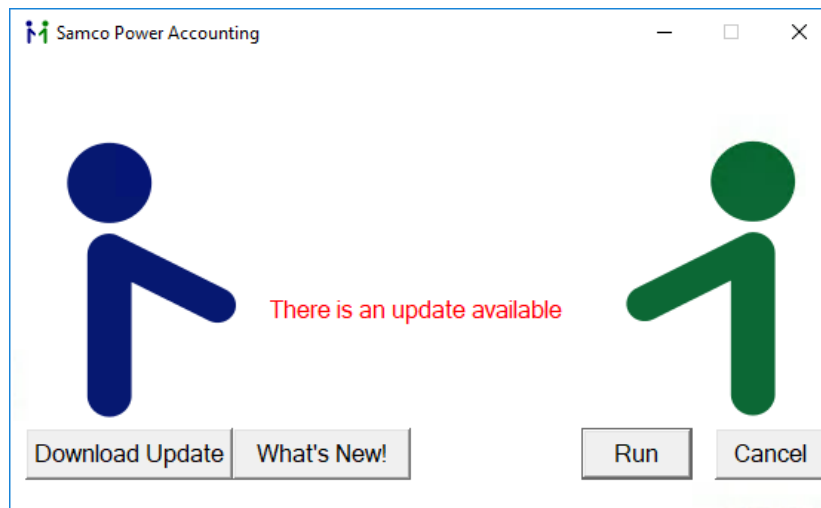 Samco Power Accounting
There is an update available
Download Update What's New! Run Cancel